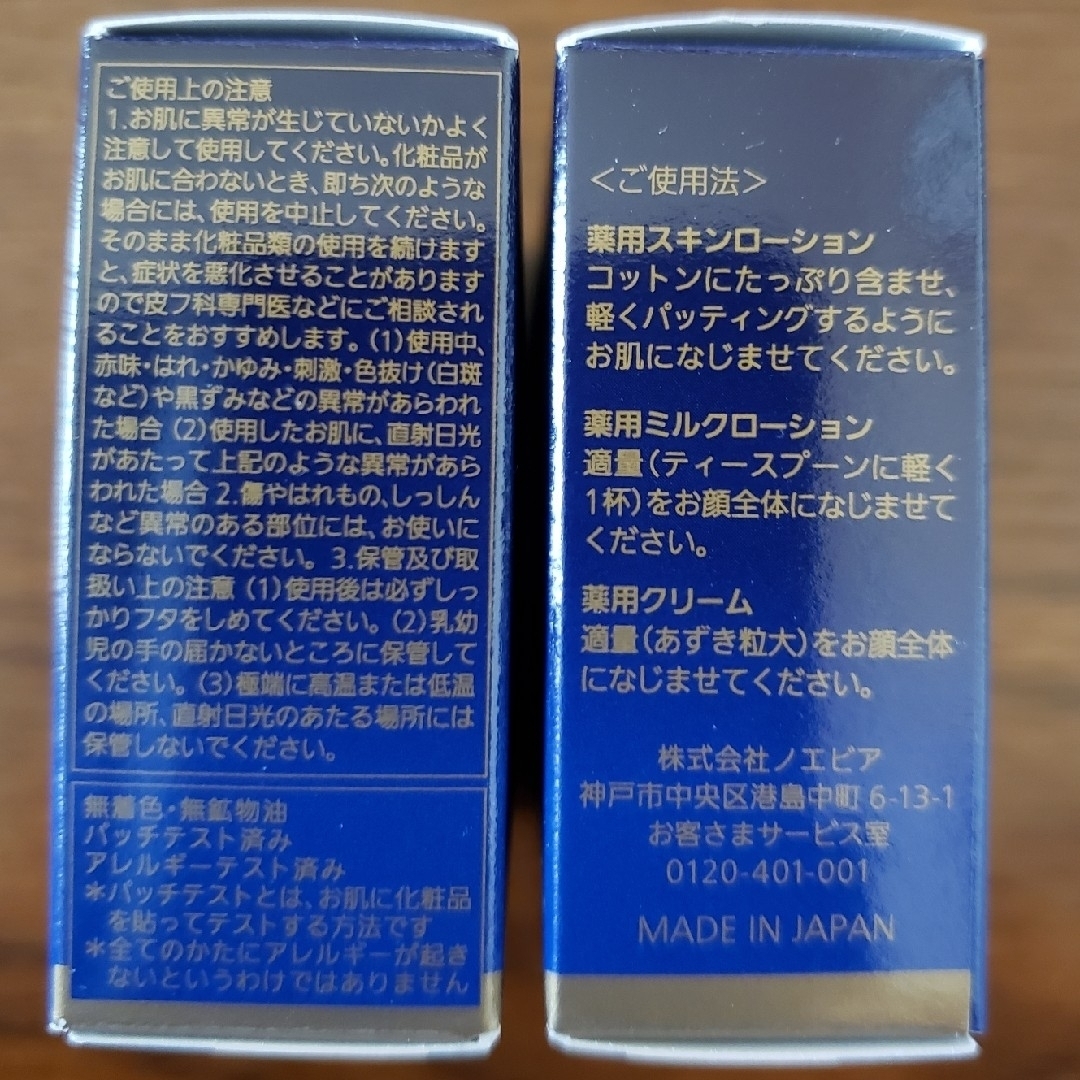 ご使用上の注意
1.お肌に異常が生じていないかよく
注意して使用してください。化粧品が
お肌に合わないとき、即ち次のような
場合には、使用を中止してください。
そのまま化粧品類の使用を続けます
と、症状を悪化させることがあります
ので皮フ科専門医などにご相談され
ることをおすすめします。(1)使用中、
赤味・はれ・かゆみ・刺激・色抜け(白斑
など)や黒ずみなどの異常があらわれ
た場合 (2)使用したお肌に、直射日光
があたって上記のような異常があら
われた場合 2.傷やはれもの、しっしん
など異常のある部位には、お使いに
ならないでください。 3.保管及び取
扱い上の注意 (1)使用後は必ずしっ
かりフタをしめてください。(2)乳幼
児の手の届かないところに保管して
ください。(3)極端に高温または低温
の場所、直射日光のあたる場所には
保管しないでください。
無着色・無鉱物油
パッチテスト済み
アレルギーテスト済み
＊パッチテストとは、お肌に化粧品
を貼ってテストする方法です
＊全てのかたにアレルギーが起き
ないというわけではありません
＜ご使用法＞
薬用スキンローション
コットンにたっぷり含ませ、
軽くパッティングするように
お肌になじませてください。
薬用ミルクローション
適量(ティースプーンに軽く
1杯)をお顔全体になじませて
ください。
薬用クリーム
適量(あずき粒大)をお顔全体
になじませてください。
株式会社ノエビア
神戸市中央区港島中町 6-13-1
お客さまサービス室
0120-401-001
MADE IN JAPAN